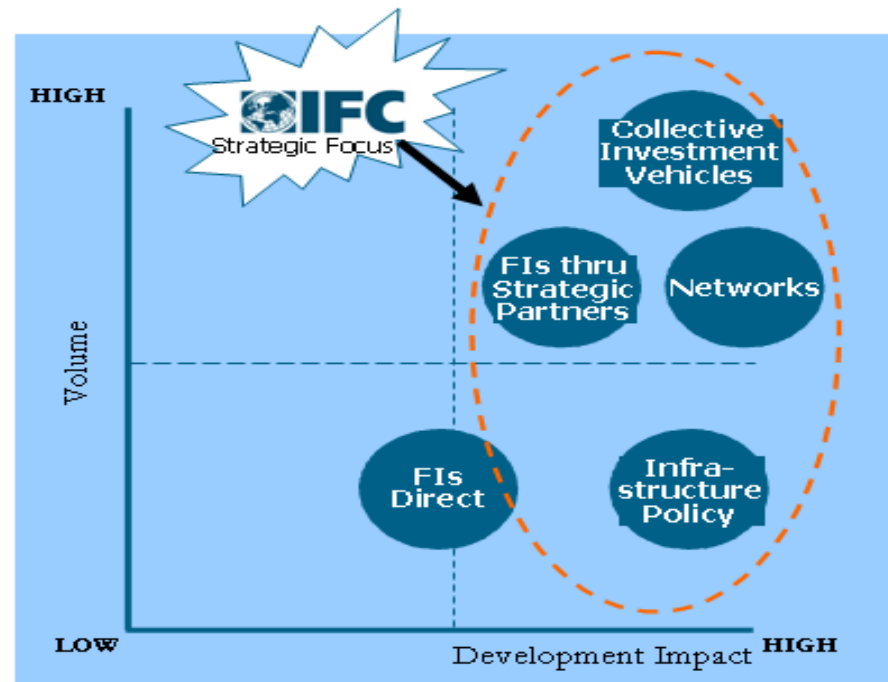 HIGH
IFC
Strategic Focus
Collective
Investment
Vehicles
FIs thru
Strategic
Partners
Networks
Volume
FIs
Direct
Infra-
structure
Policy
LOW
Development Impact
HIGH